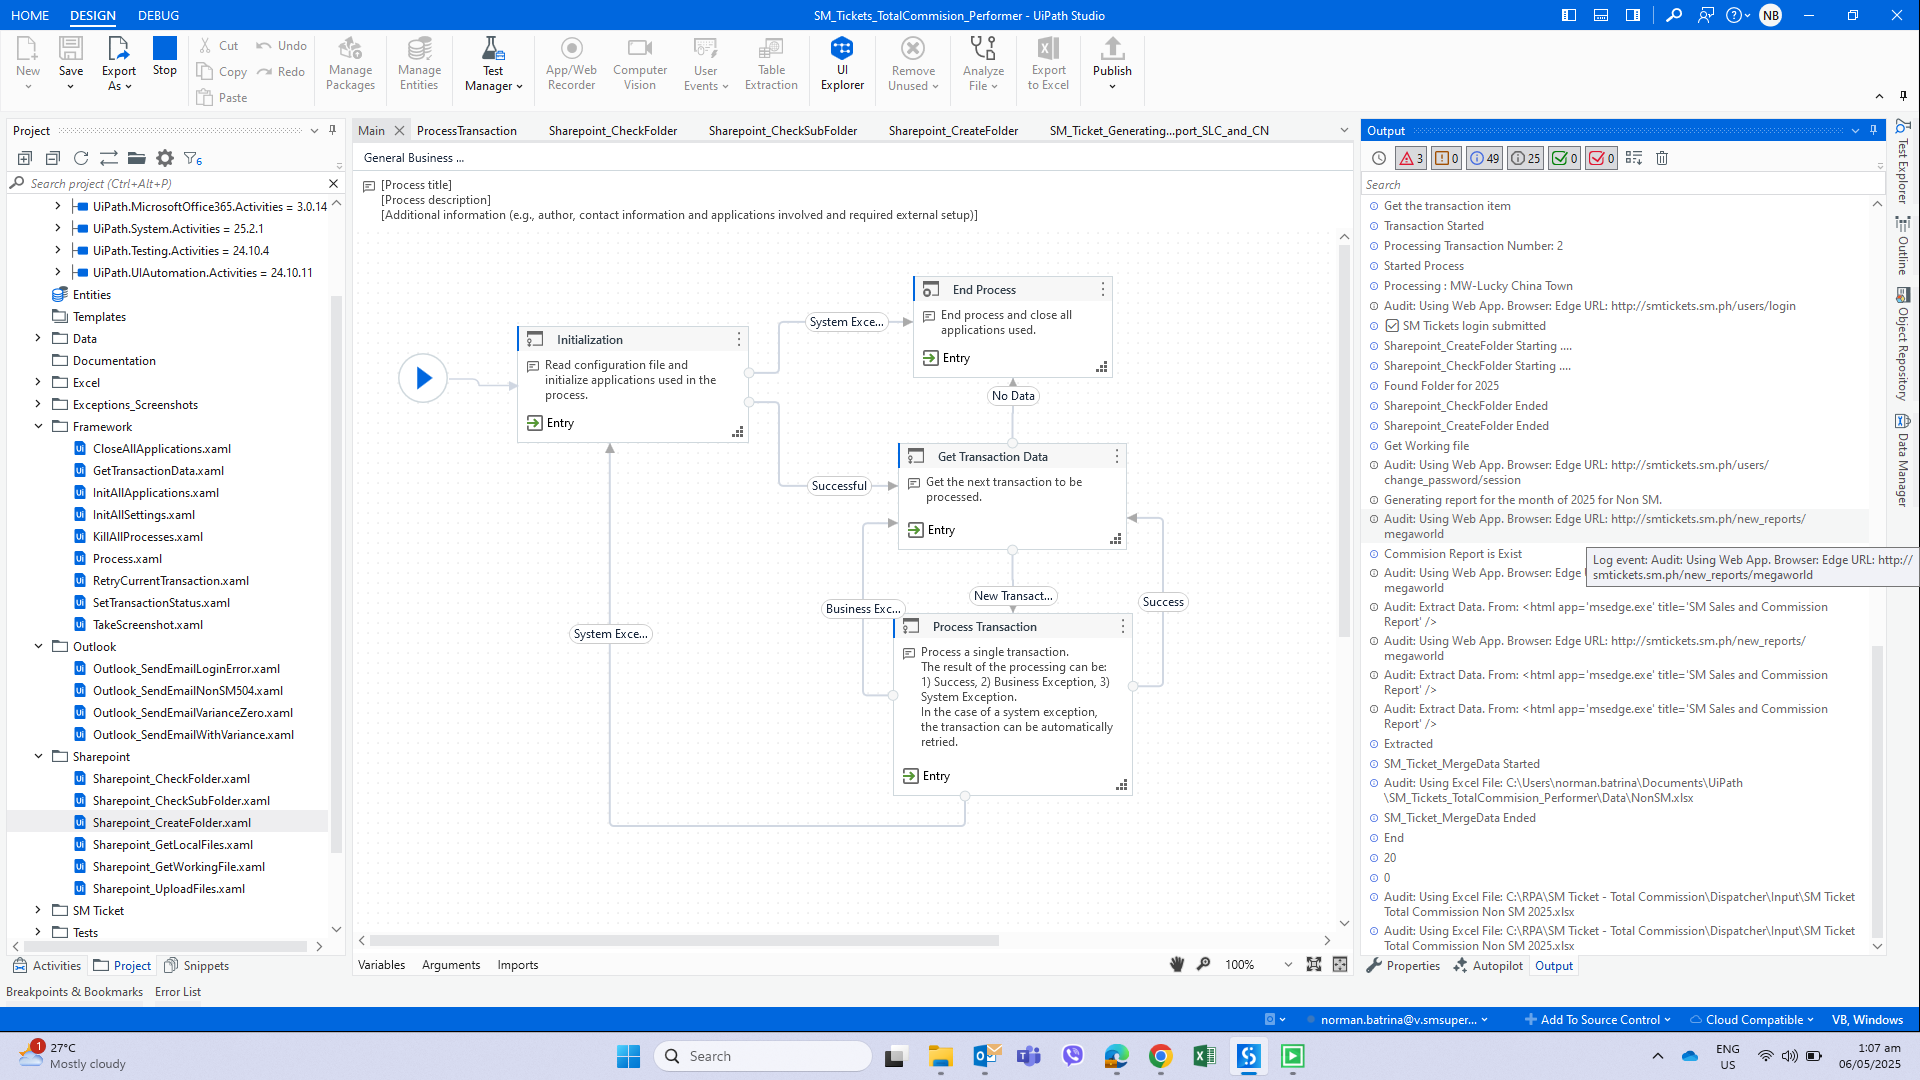 HOME
DESIGN
DEBUG
SM_Tickets_TotalCommision_Performer - UiPath Studio
NB
New
Save
Export
As
Stop
Cut
Copy
Paste
Undo
Redo
Manage
Packages
Manage
Entities
Test
Manager
App/Web
Recorder
Computer
Vision
User
Events
Table
Extraction
UI
Explorer
Remove
Unused
Analyze
File
Export
to Excel
Publish
Project
6
Search project (Ctrl+Alt+P)
UiPath.MicrosoftOffice365.Activities = 3.0.14
UiPath.System.Activities = 25.2.1
UiPath.Testing.Activities = 24.10.4
UiPath.UIAutomation.Activities = 24.10.11
Entities
Templates
Data
Documentation
Excel
Exceptions_Screenshots
Framework
CloseAllApplications.xaml
GetTransactionData.xaml
InitAllApplications.xaml
InitAllSettings.xaml
KillAllProcesses.xaml
Process.xaml
RetryCurrentTransaction.xaml
SetTransactionStatus.xaml
TakeScreenshot.xaml
Outlook
Outlook_SendEmailLoginError.xaml
Outlook_SendEmailNonSM504.xaml
Outlook_SendEmailVarianceZero.xaml
Outlook_SendEmailWithVariance.xaml
Sharepoint
Sharepoint_CheckFolder.xaml
Sharepoint_CheckSubFolder.xaml
Sharepoint_CreateFolder.xaml
Sharepoint_GetLocalFiles.xaml
Sharepoint_GetWorkingFile.xaml
Sharepoint_UploadFiles.xaml
SM Ticket
Tests
Activities
Project
Snippets
Breakpoints & Bookmarks
Error List
Main
ProcessTransaction
Sharepoint_CheckFolder
Sharepoint_CheckSubFolder
Sharepoint_CreateFolder
SM_Ticket_Generating...port_SLC_and_CN
General Business ...
[Process title]
[Process description]
[Additional information (e.g., author, contact information and applications involved and required external setup)]
Initialization
Read configuration file and
initialize applications used in the
process.
Entry
System Exce...
End Process
End process and close all
applications used.
Entry
No Data
Successful
Get Transaction Data
Get the next transaction to be
processed.
Entry
New Transact...
Business Exc...
Success
System Exce...
Process Transaction
Process a single transaction.
The result of the processing can be:
1) Success, 2) Business Exception, 3)
System Exception.
In the case of a system exception,
the transaction can be automatically
retried.
Entry
Variables
Arguments
Imports
100%
Output
3
0
49
25
0
0
Search
Get the transaction item
Transaction Started
Processing Transaction Number: 2
Started Process
Processing : MW-Lucky China Town
Audit: Using Web App. Browser: Edge URL: http://smtickets.sm.ph/users/login
SM Tickets login submitted
Sharepoint_CreateFolder Starting ....
Sharepoint_CheckFolder Starting ....
Found Folder for 2025
Sharepoint_CheckFolder Ended
Sharepoint_CreateFolder Ended
Get Working file
Audit: Using Web App. Browser: Edge URL: http://smtickets.sm.ph/users/
change_password/session
Generating report for the month of 2025 for Non SM.
Audit: Using Web App. Browser: Edge URL: http://smtickets.sm.ph/new_reports/
megaworld
Commision Report is Exist
Log event: Audit: Using Web App. Browser: Edge URL: http://
smtickets.sm.ph/new_reports/megaworld
Audit: Using Web App. Browser: Edge
megaworld
Audit: Extract Data. From: <html app='msedge.exe' title='SM Sales and Commission
Report' />
Audit: Using Web App. Browser: Edge URL: http://smtickets.sm.ph/new_reports/
megaworld
Audit: Extract Data. From: <html app='msedge.exe' title='SM Sales and Commission
Report' />
Audit: Extract Data. From: <html app='msedge.exe' title='SM Sales and Commission
Report' />
Extracted
SM_Ticket_MergeData Started
Audit: Using Excel File: C:\Users\norman.batrina\Documents\UiPath
\SM_Tickets_TotalCommision_Performer\Data\NonSM.xlsx
SM_Ticket_MergeData Ended
End
20
0
Audit: Using Excel File: C:\RPA\SM Ticket - Total Commission\Dispatcher\Input\SM Ticket
Total Commission Non SM 2025.xlsx
Audit: Using Excel File: C:\RPA\SM Ticket - Total Commission\Dispatcher\Input\SM Ticket
Total Commission Non SM 2025.xlsx
Properties
Autopilot
Output
Test Explorer
Outline
Object Repository
Data Manager
norman.batrina@v.smsuper...
Add To Source Control
Cloud Compatible
VB, Windows
1
27°C
Mostly cloudy
Search
ENG
US
1:07 am
06/05/2025